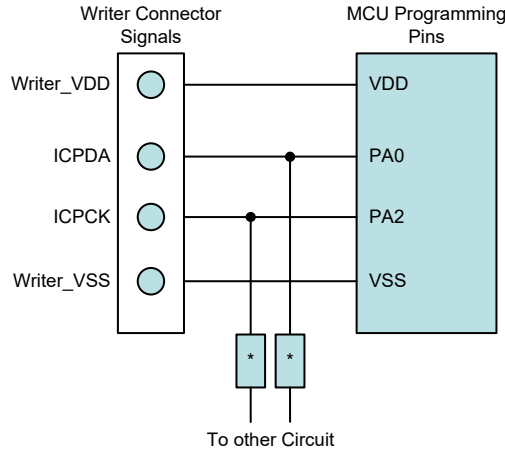 Writer Connector
Signals
MCU Programming
Pins
Writer_VDD
VDD
ICPDA
PA0
ICPCK
PA2
Writer_VSS
VSS
*
*
To other Circuit